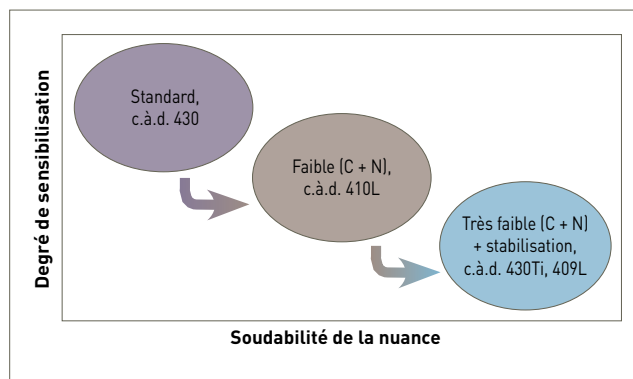 Degré de sensibilisation
Standard,
c.à.d. 430
Faible (C + N),
c.à.d. 410L
Très faible (C + N)
+ stabilisation,
c.à.d. 430Ti, 409L
Soudabilité de la nuance